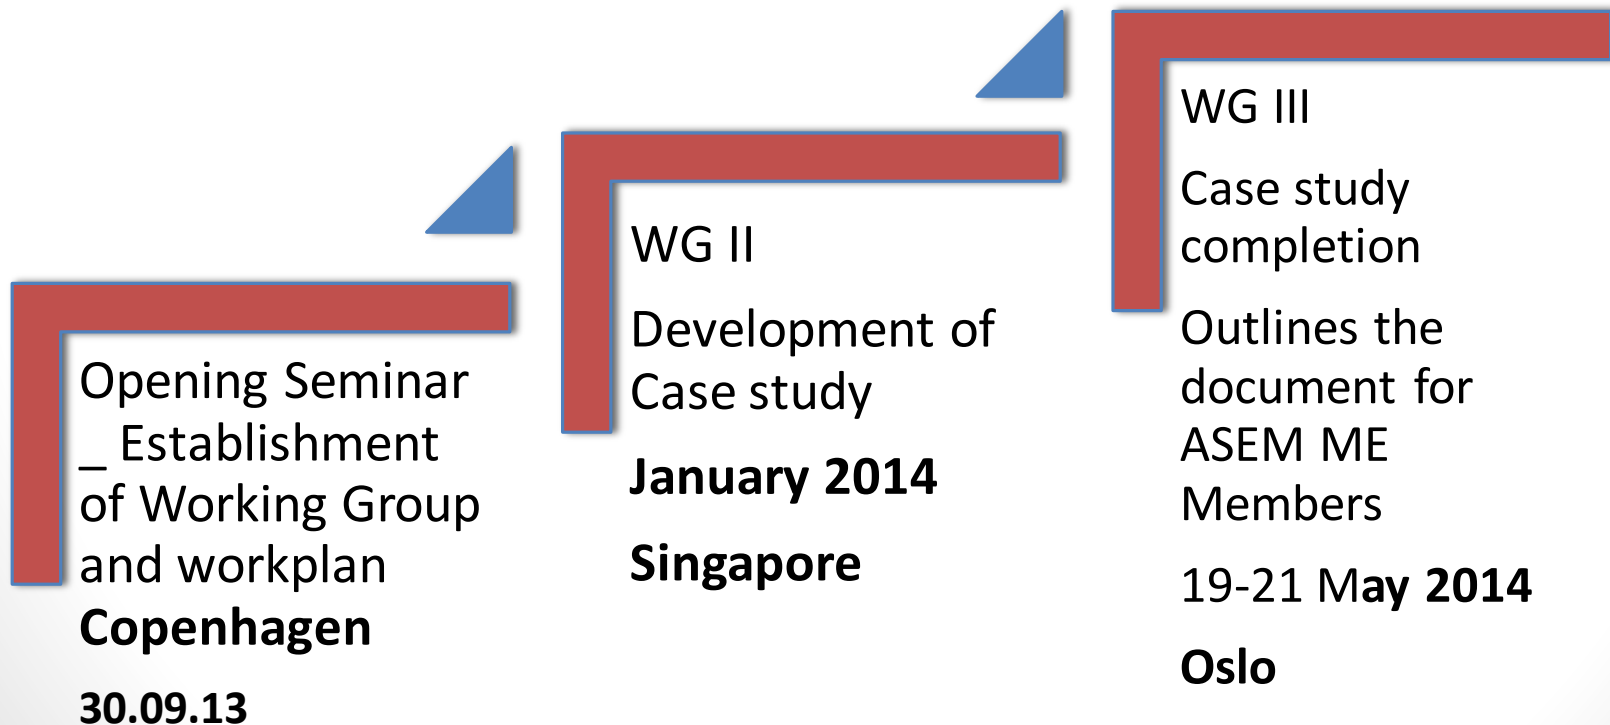 Opening Seminar
_ Establishment
of Working Group
and workplan
Copenhagen
30.09.13
WG II
Development of
Case study
January 2014
Singapore
WG III
Case study
completion
Outlines the
document for
ASEM ME
Members
19-21 May 2014
Oslo